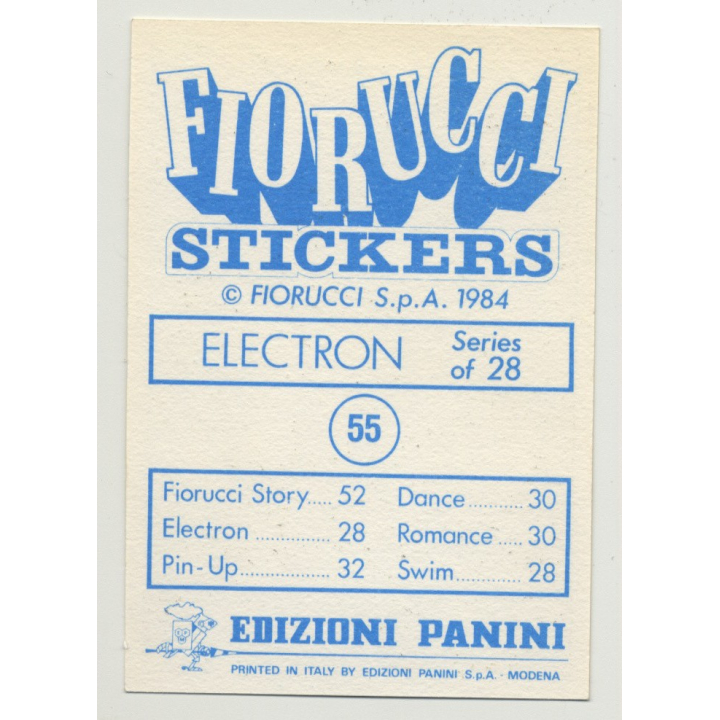 FIORUCCI
STICKERS
© FIORUCCI S.p.A. 1984
ELECTRON Series of 28
55
Fiorucci Story..... 52 Dance........... 30
Electron .............. 28 Romance ..... 30
Pin-Up................. 32 Swim............ 28
EDIZIONI PANINI
PRINTED IN ITALY BY EDIZIONI PANINI S.p.A. - MODENA